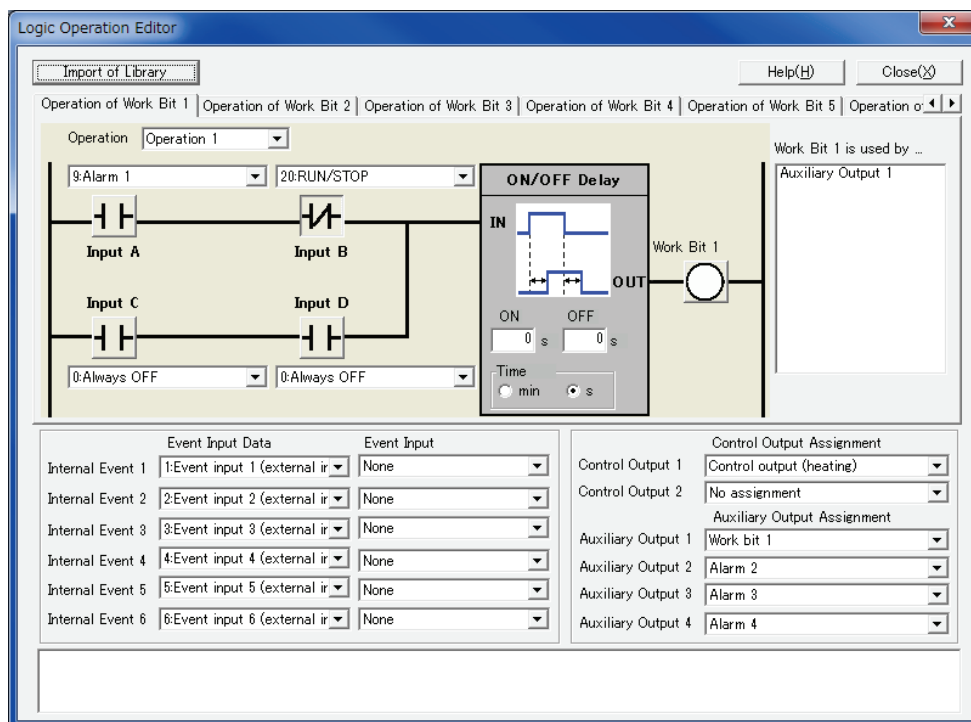 Logic Operation Editor
Import of Library
Help(H)
Close(X)
Operation of Work Bit 1
Operation of Work Bit 2
Operation of Work Bit 3
Operation of Work Bit 4
Operation of Work Bit 5
Operation o
Operation
Operation 1
9:Alarm 1
20:RUN/STOP
Input A
Input B
Input C
Input D
0:Always OFF
0:Always OFF
ON/OFF Delay
IN
OUT
ON
OFF
0 s
0 s
Time
min
s
Work Bit 1
Work Bit 1 is used by ...
Auxiliary Output 1
Event Input Data
Event Input
Internal Event 1
1:Event input 1 (external ir
None
Internal Event 2
2:Event input 2 (external ir
None
Internal Event 3
3:Event input 3 (external ir
None
Internal Event 4
4:Event input 4 (external ir
None
Internal Event 5
5:Event input 5 (external ir
None
Internal Event 6
6:Event input 6 (external ir
None
Control Output Assignment
Control Output 1
Control output (heating)
Control Output 2
No assignment
Auxiliary Output Assignment
Auxiliary Output 1
Work bit 1
Auxiliary Output 2
Alarm 2
Auxiliary Output 3
Alarm 3
Auxiliary Output 4
Alarm 4